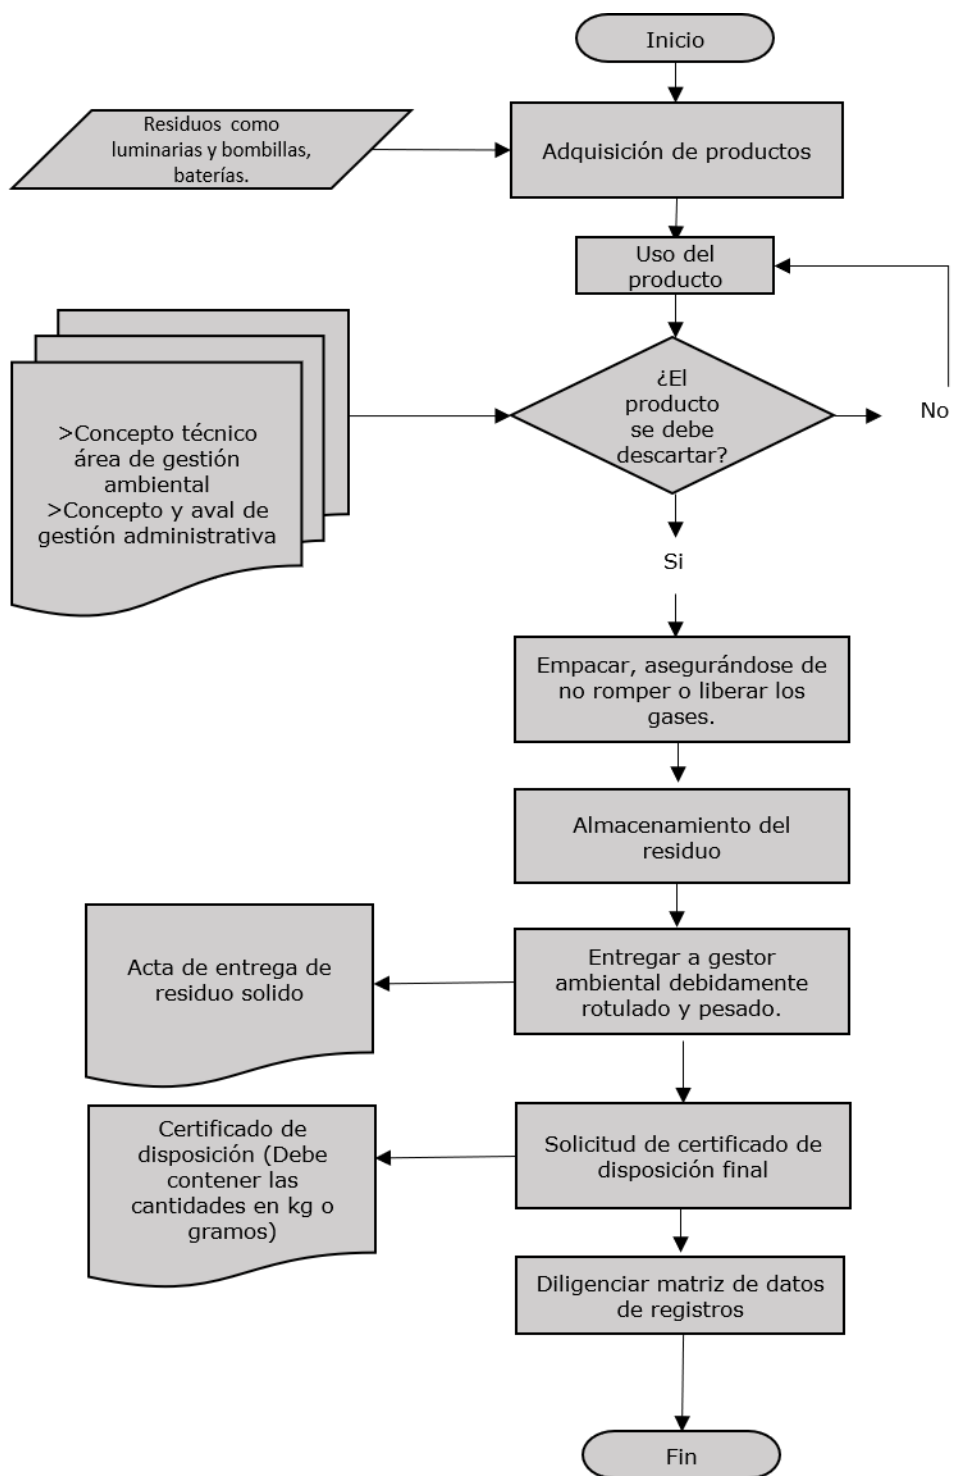 Inicio
Residuos como
luminarias y bombillas,
baterías.
Adquisición de productos
Uso del
producto
¿El
producto
se debe
descartar?
No
>Concepto técnico
área de gestión
ambiental
>Concepto y aval de
gestión administrativa
Si
Empacar, asegurándose de
no romper o liberar los
gases.
Almacenamiento del
residuo
Entregar a gestor
ambiental debidamente
rotulado y pesado.
Acta de entrega de
residuo solido
Solicitud de certificado de
disposición final
Certificado de
disposición (Debe
contener las
cantidades en kg o
gramos)
Diligenciar matriz de datos
de registros
Fin